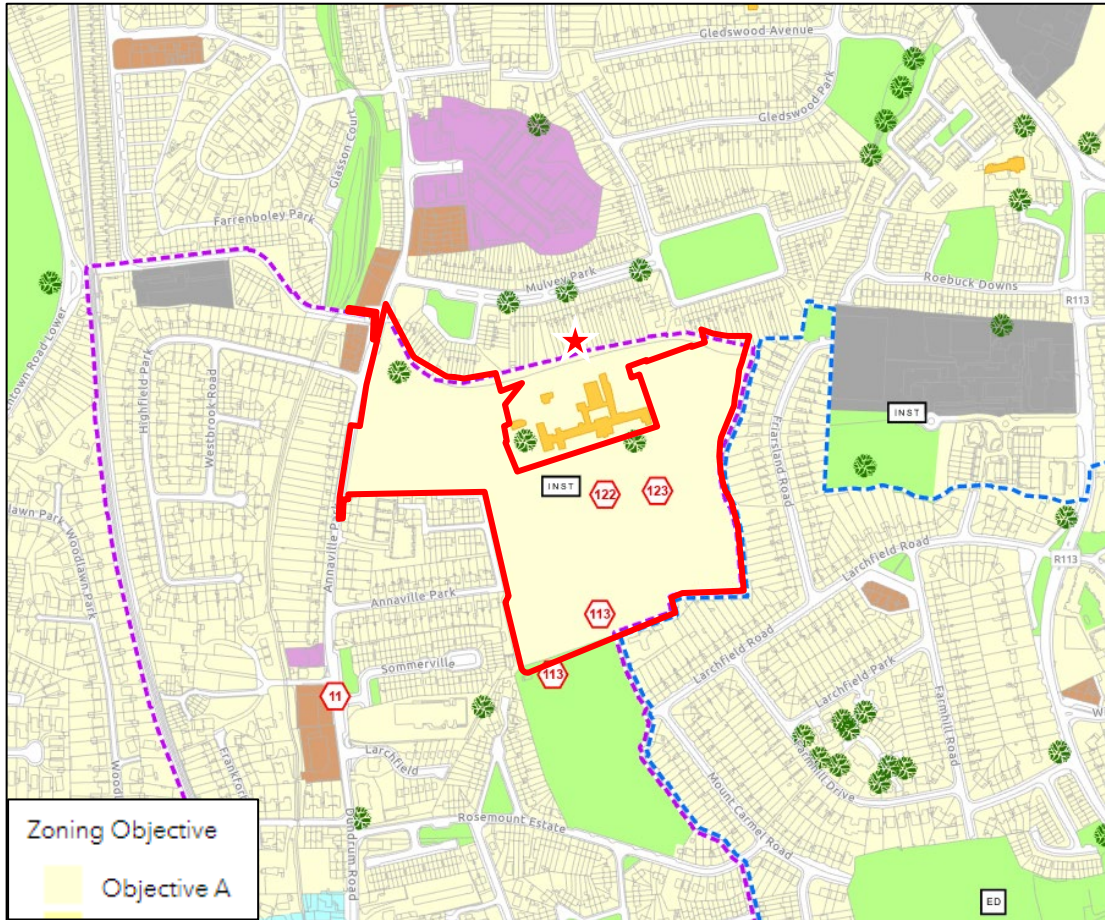 Gledswood Avenue
Gledswood Park
Glasson Court
Farrenboley Park
Mulvey Park
Roebuck Downs
R113
Highfield Park
Westbrook Road
Friarsland Road
INST
INST
122
123
Larchfield Road
R113
Woodlawn Park
Annaville Park
113
Larchfield Road
Sommerville
113
Larchfield Park
11
Farmhill Road
Larchfield
Farmhill Drive
Mount Carmel Road
Rosemount Estate
Dundrum Road
ED
Zoning Objective
Objective A